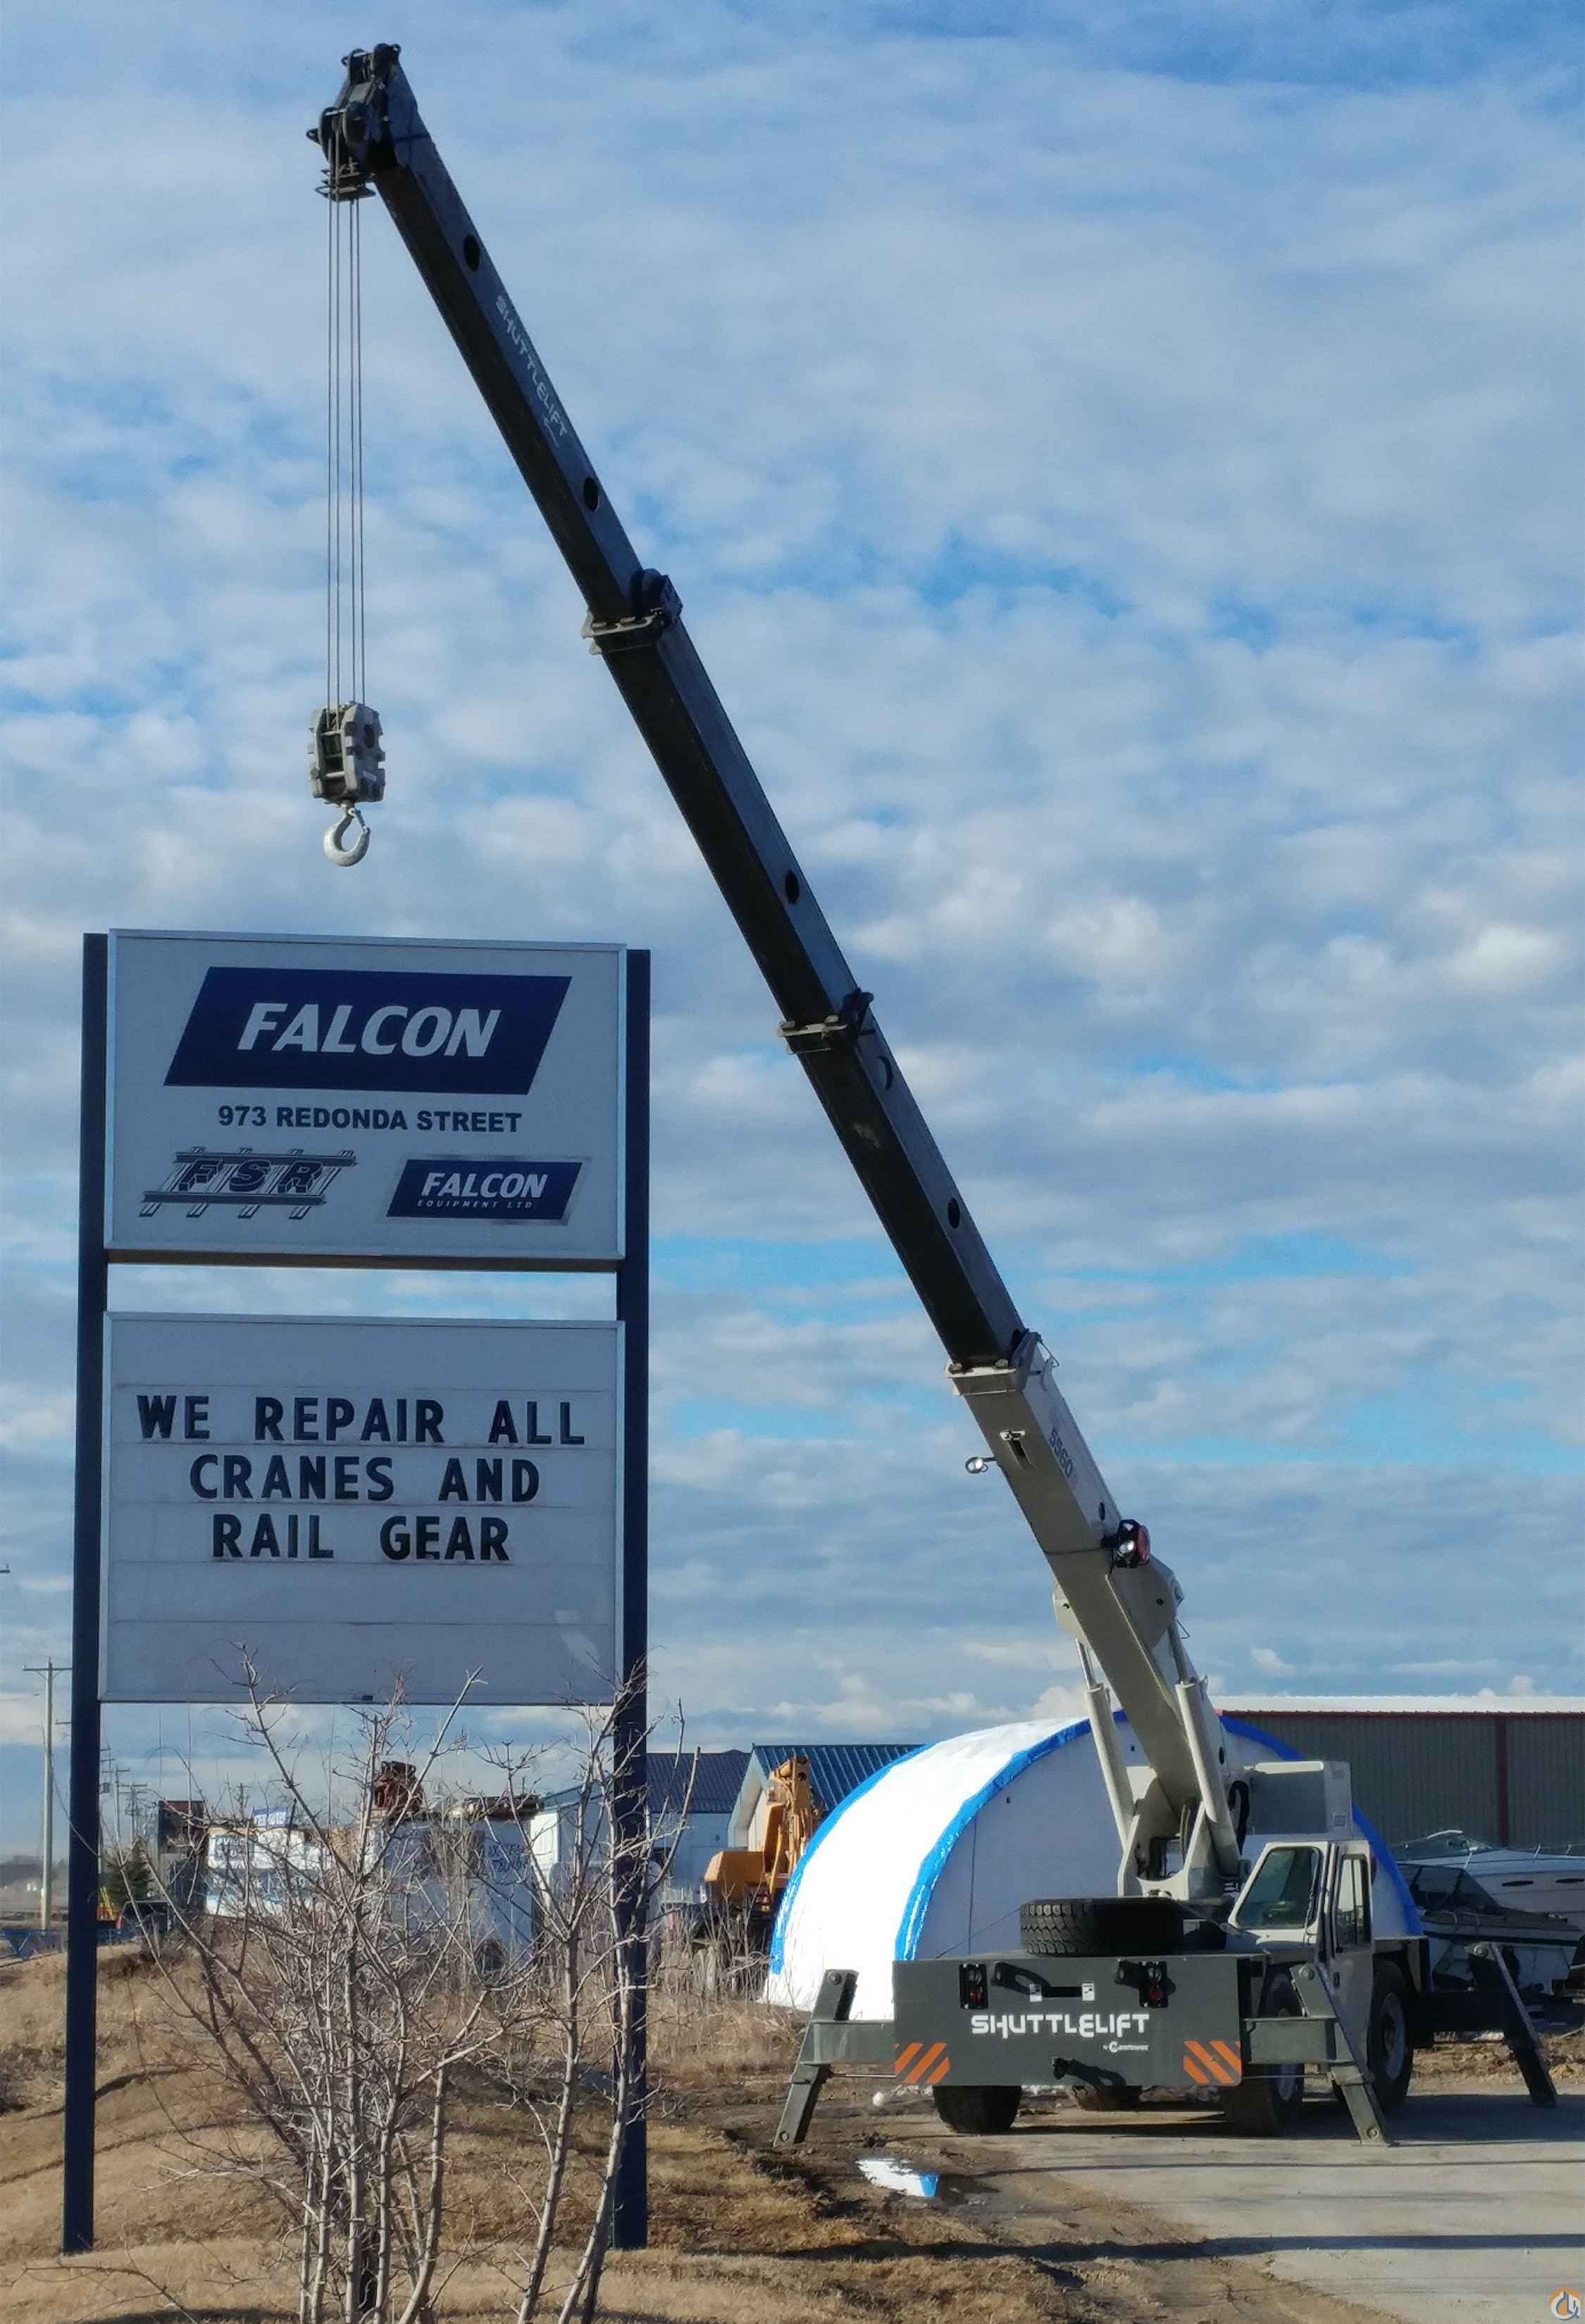 SHUTTLELIFT
FALCON
973 REDONDA STREET
FSR
FALCON
EQUIPMENT LTD
WE REPAIR ALL
CRANES AND
RAIL GEAR
5560
SHUTTLELIFT